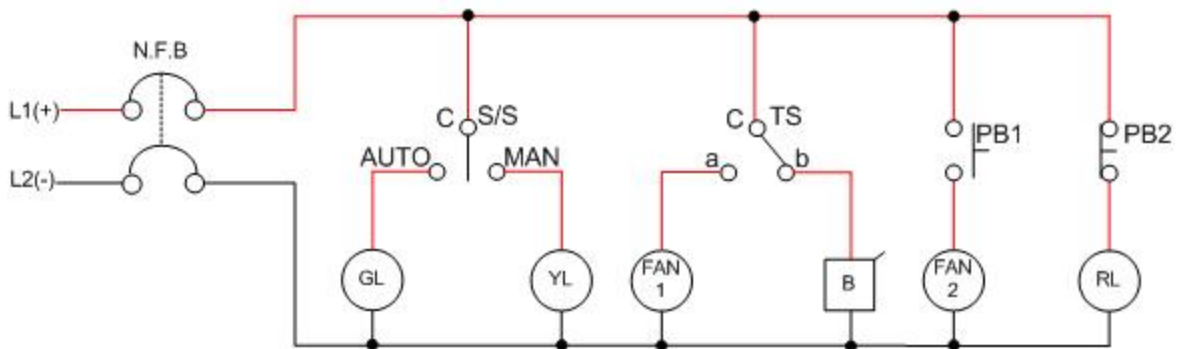 N.F.B
L1(+)
L2(-)
C S/S
AUTO MAN
GL
YL
C TS
a b
FAN
1
B
PB1
FAN
2
PB2
RL